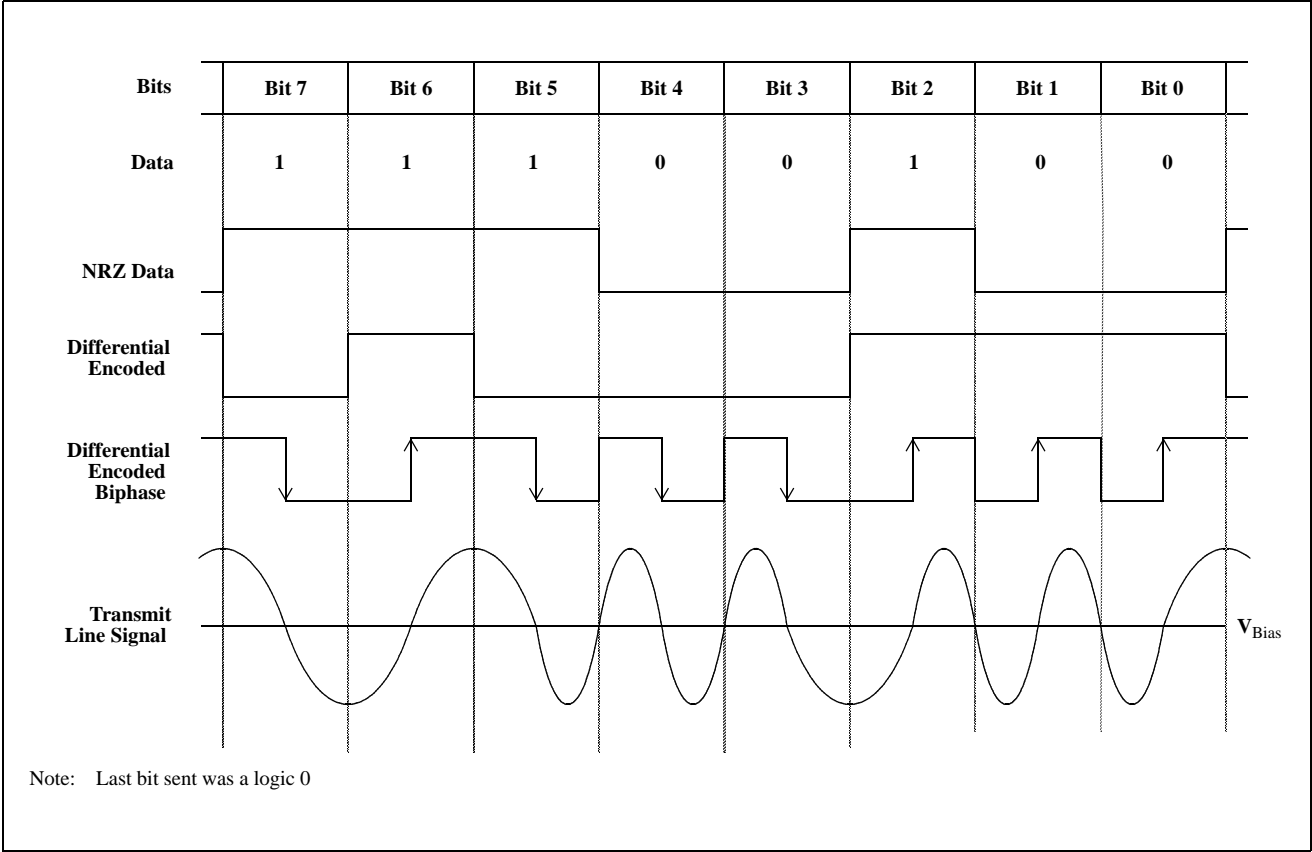 Bits Bit 7 Bit 6 Bit 5 Bit 4 Bit 3 Bit 2 Bit 1 Bit 0
Data 1 1 1 0 0 1 0 0
NRZ Data
Differential
Encoded
Differential
Encoded
Biphase
Transmit
Line Signal
VBias
Note: Last bit sent was a logic 0